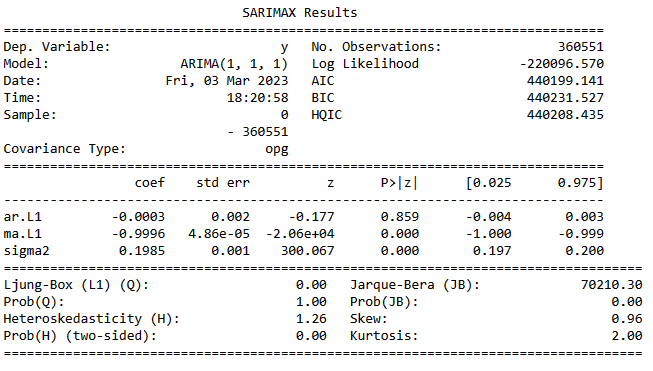 SARIMAX Results
==============================================================================
Dep. Variable:                      y   No. Observations:               360551
Model:                 ARIMA(1, 1, 1)   Log Likelihood             -220096.570
Date:                Fri, 03 Mar 2023   AIC                         440199.141
Time:                        18:20:58   BIC                         440231.527
Sample:                             0   HQIC                        440208.435
- 360551
Covariance Type:                  opg
==============================================================================
coef    std err          z      P>|z|      [0.025      0.975]
------------------------------------------------------------------------------
ar.L1         -0.0003      0.002     -0.177      0.859      -0.004       0.003
ma.L1         -0.9996   4.86e-05  -2.06e+04      0.000      -1.000      -0.999
sigma2         0.1985      0.001    300.067      0.000       0.197       0.200
===================================================================================
Ljung-Box (L1) (Q):                   0.00   Jarque-Bera (JB):             70210.30
Prob(Q):                              1.00   Prob(JB):                         0.00
Heteroskedasticity (H):               1.26   Skew:                             0.96
Prob(H) (two-sided):                  0.00   Kurtosis:                         2.00
===================================================================================